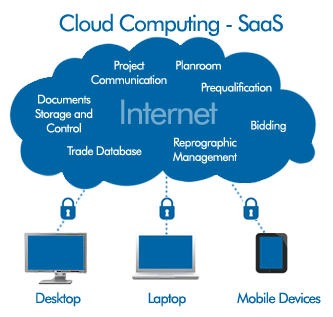 Cloud Computing - SaaS
Project
Communication
Planroom
Prequalification
Documents
Storage and
Control
Internet
Bidding
Trade Database
Reprographic
Management
Desktop
Laptop
Mobile Devices